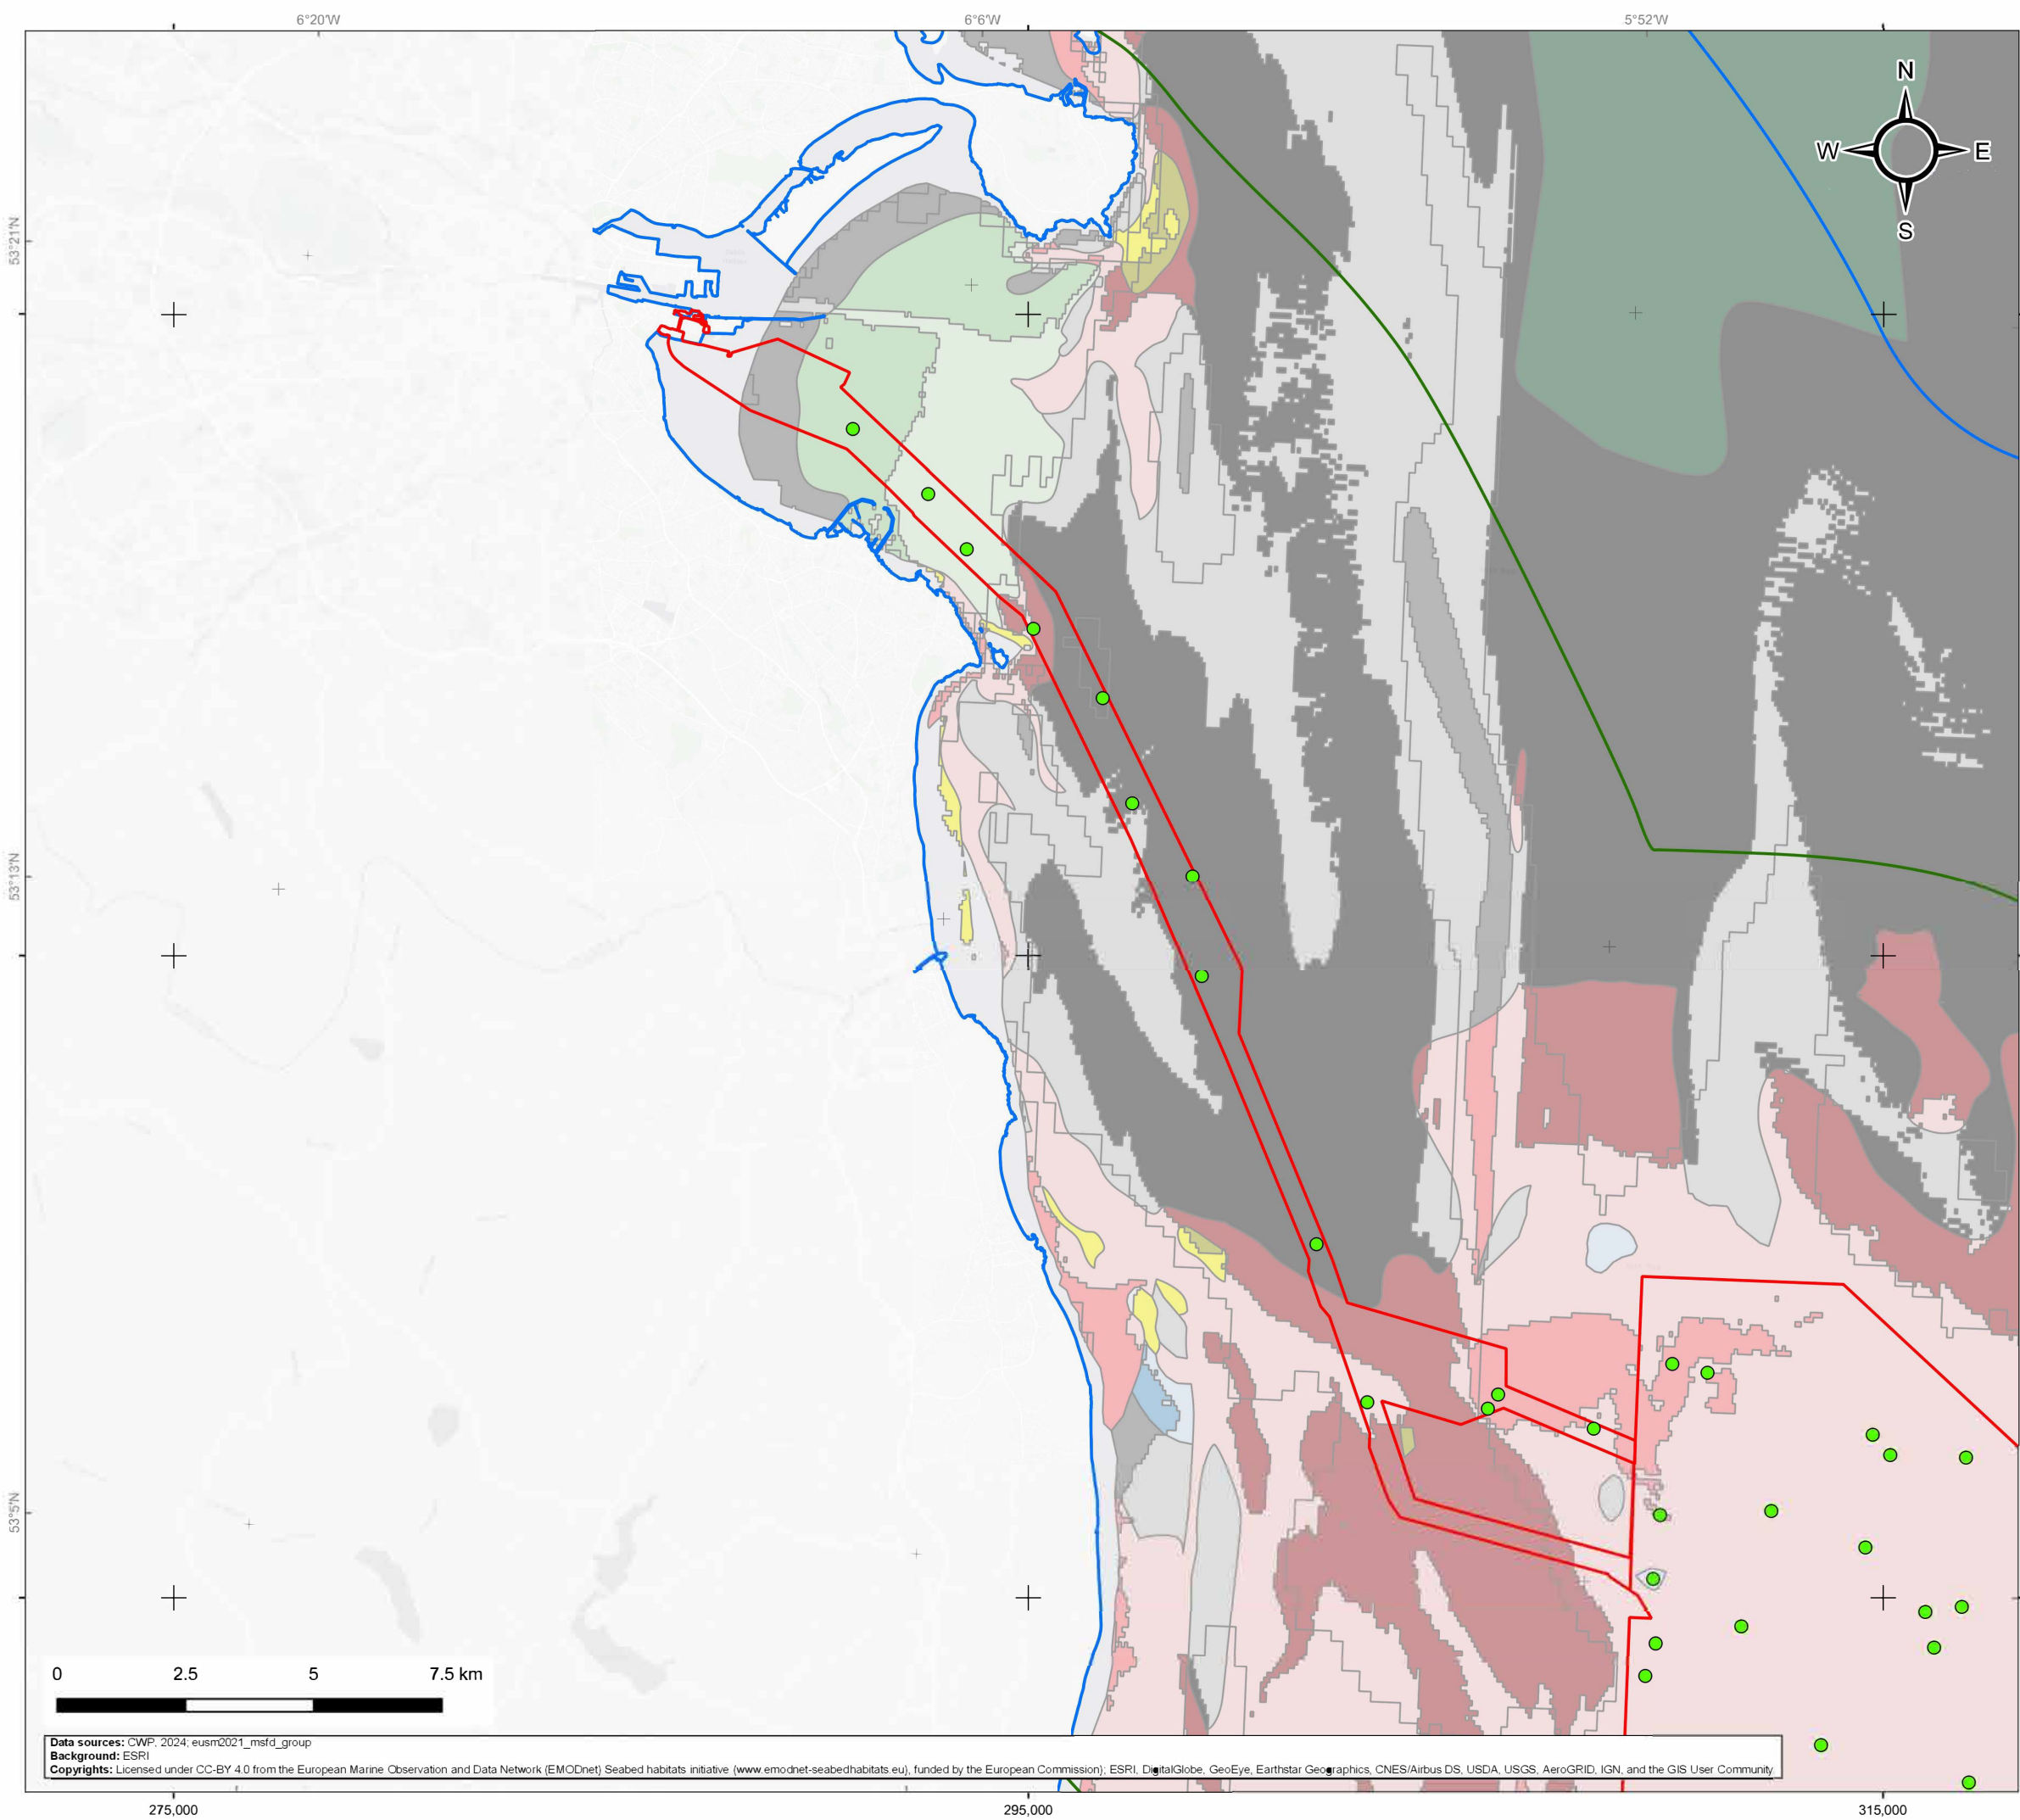 6°20'W 6°6'W 5°52'W
N
W E
S
53°21'N
53°13'N
53°5'N
0 2.5 5 7.5 km
Data sources: CWP, 2024; eusm2021_msfd_group
Background: ESRI
Copyrights: Licensed under CC-BY 4.0 from the European Marine Observation and Data Network (EMODnet) Seabed habitats initiative (www.emodnet-seabedhabitats.eu), funded by the European Commission); ESRI, DigitalGlobe, GeoEye, Earthstar Geographics, CNES/Airbus DS, USDA, USGS, AeroGRID, IGN, and the GIS User Community.
275,000 295,000 315,000